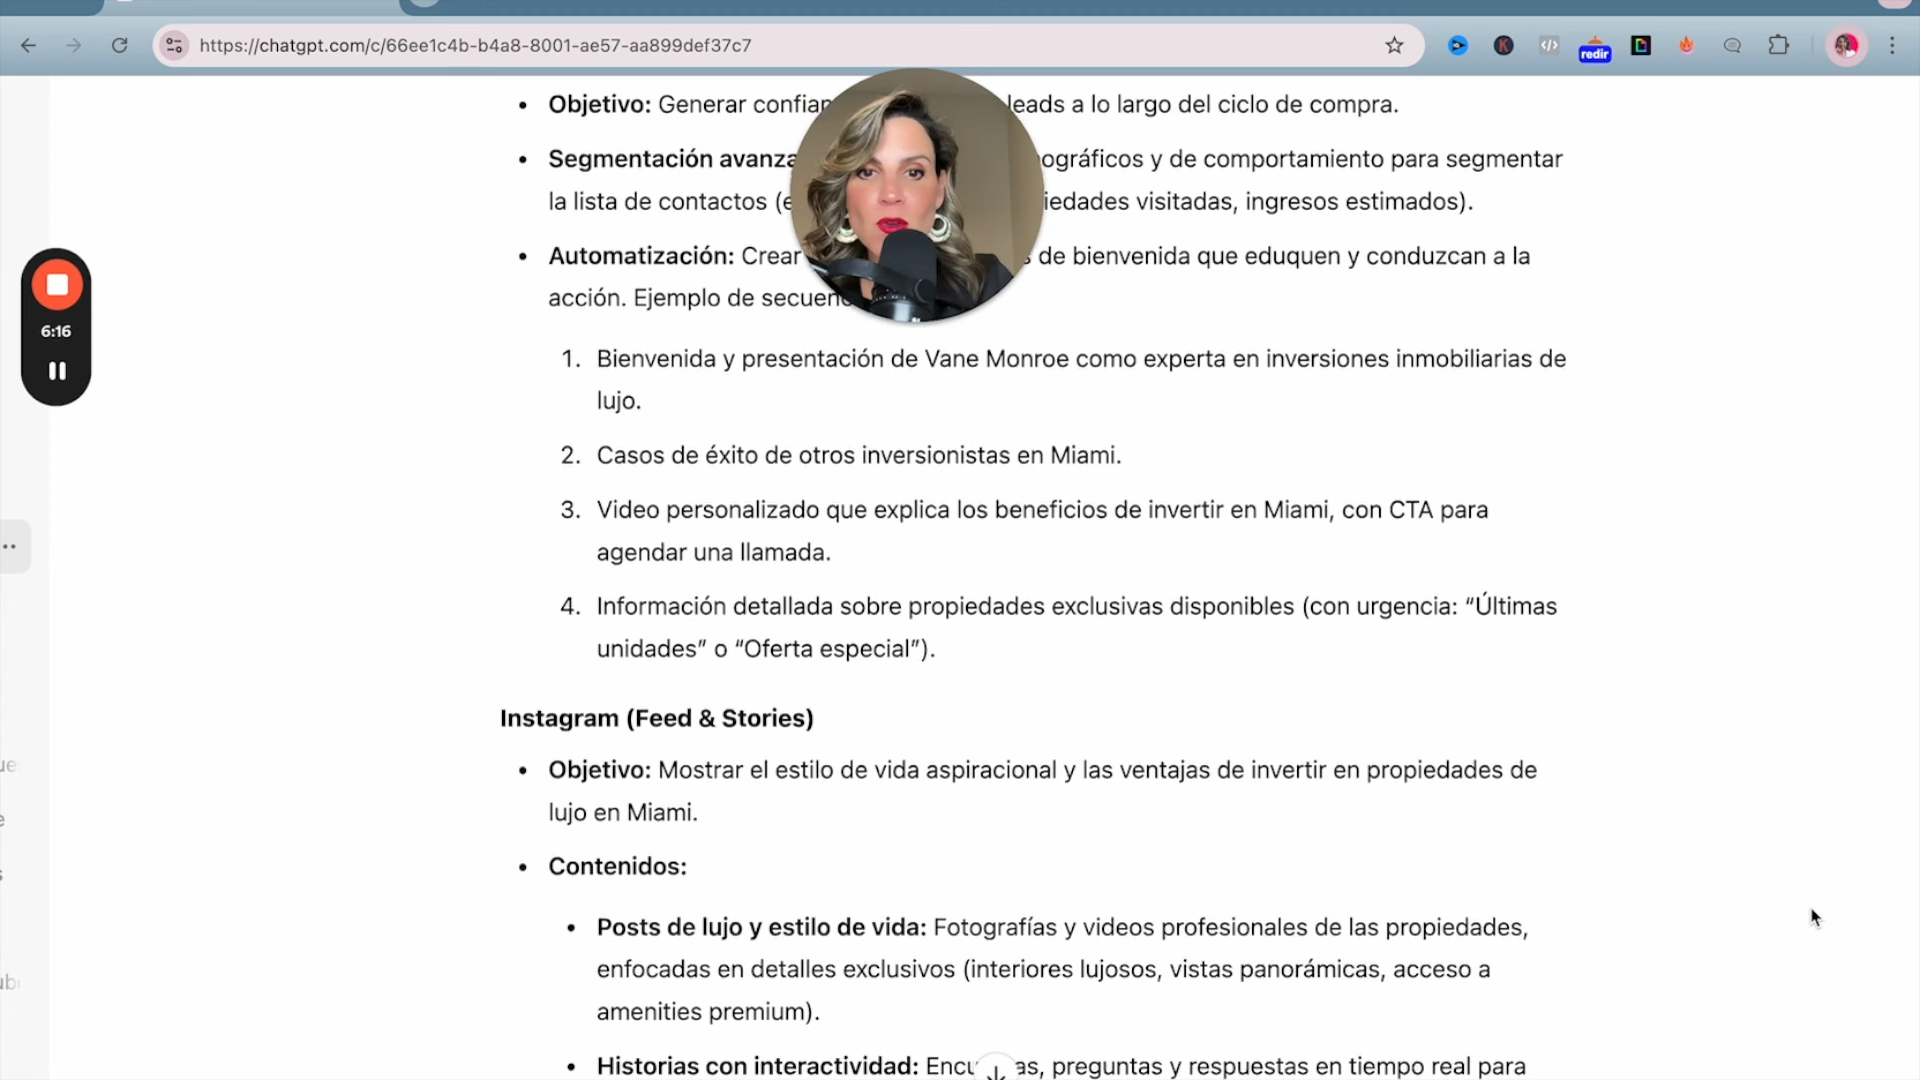 https://chatgpt.com/c/66ee1c4b-b4a8-8001-ae57-aa899def37c7
redir
K
• Objetivo: Generar leads a lo largo del ciclo de compra.
• Segmentación y de comportamiento para segmentar
la lista de contactos visitadas, ingresos estimados).
• Automatización: Crear de bienvenida que eduquen y conduzcan a la
acción. Ejemplo de
6:16
1. Bienvenida y presentación de Vane Monroe como experta en inversiones inmobiliarias de
lujo.
2. Casos de éxito de otros inversionistas en Miami.
3. Video personalizado que explica los beneficios de invertir en Miami, con CTA para
agendar una llamada.
4. Información detallada sobre propiedades exclusivas disponibles (con urgencia: “Últimas
unidades” o “Oferta especial”).
Instagram (Feed & Stories)
• Objetivo: Mostrar el estilo de vida aspiracional y las ventajas de invertir en propiedades de
lujo en Miami.
• Contenidos:
• Posts de lujo y estilo de vida: Fotografías y videos profesionales de las propiedades,
enfocadas en detalles exclusivos (interiores lujosos, vistas panorámicas, acceso a
amenities premium).
• Historias con interactividad: preguntas y respuestas en tiempo real para